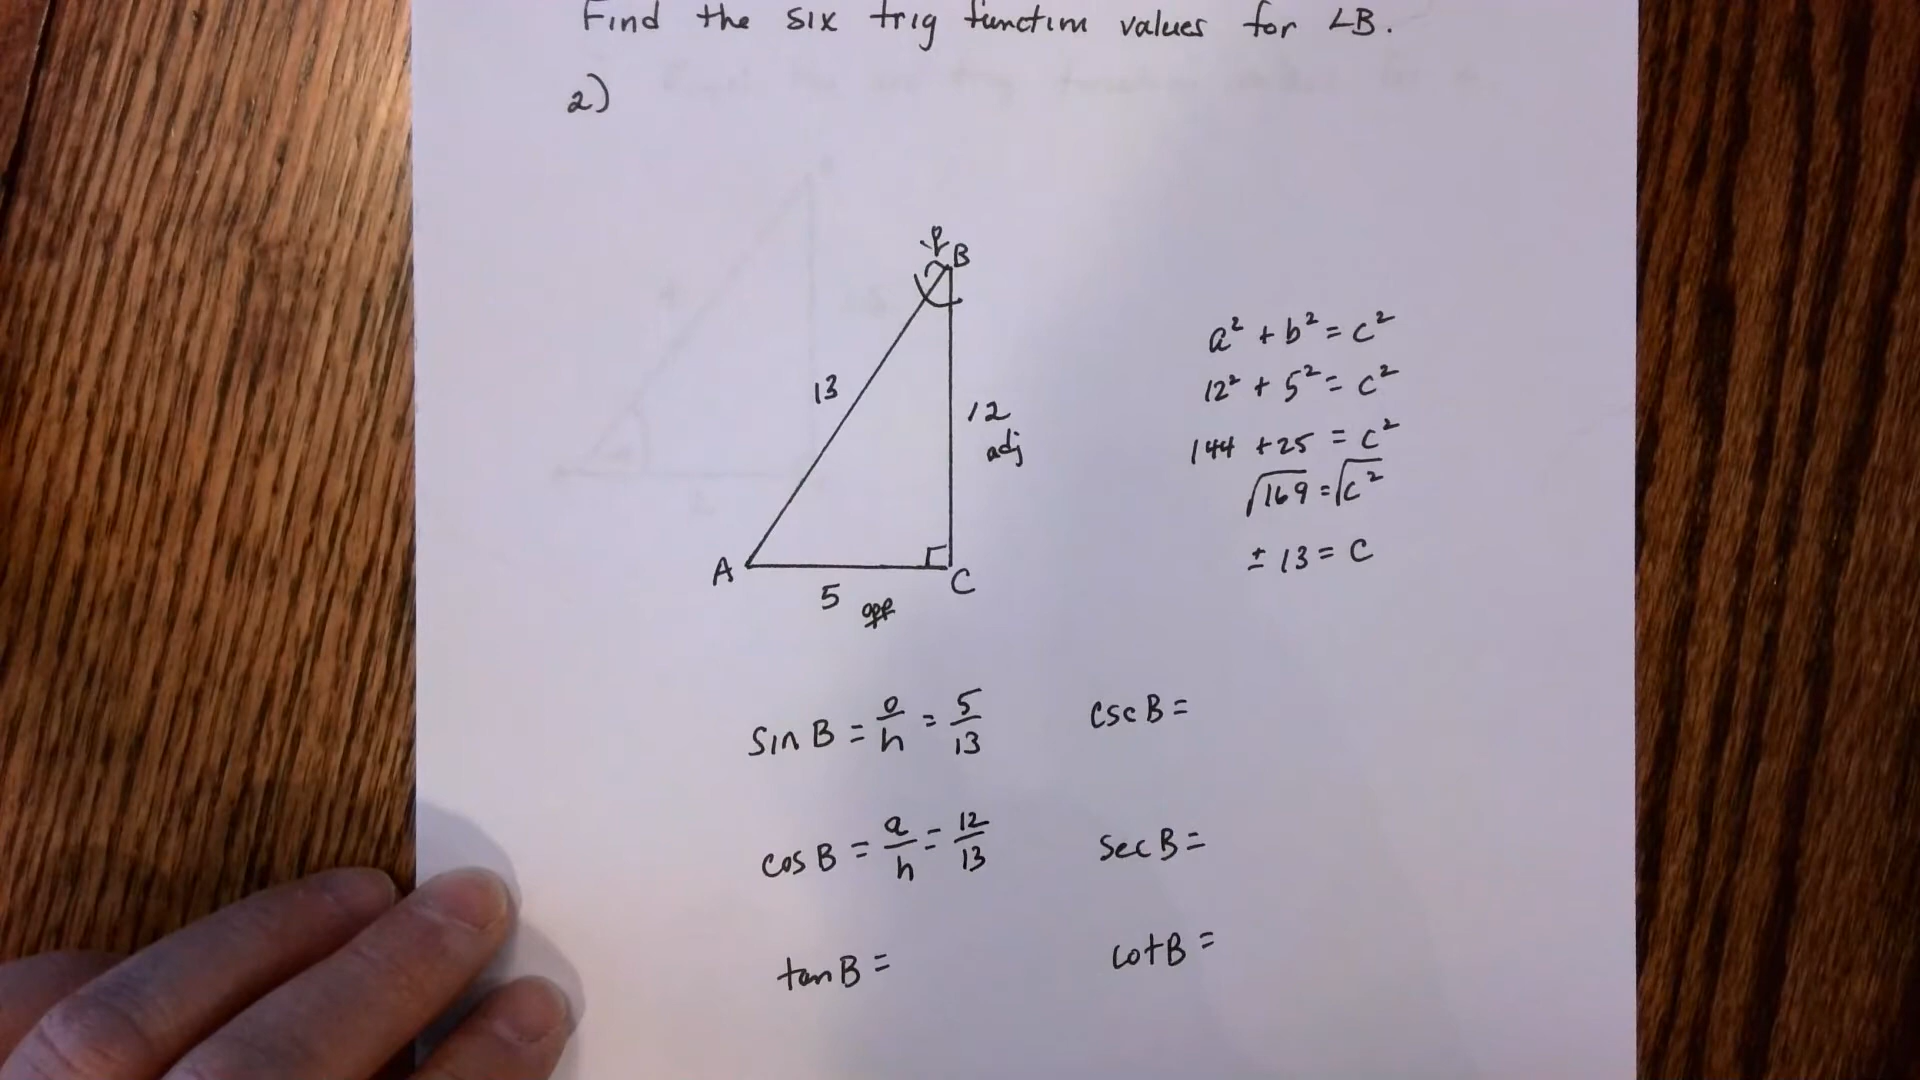 Find the six trig function values for ∠B.
2)
B
13
12
adj
A
5 opp
C
a² + b² = c²
12² + 5² = c²
144 + 25 = c²
√169 = √c²
± 13 = c
sin B = o/h = 5/13
csc B =
cos B = a/h = 12/13
sec B =
tan B =
cot B =